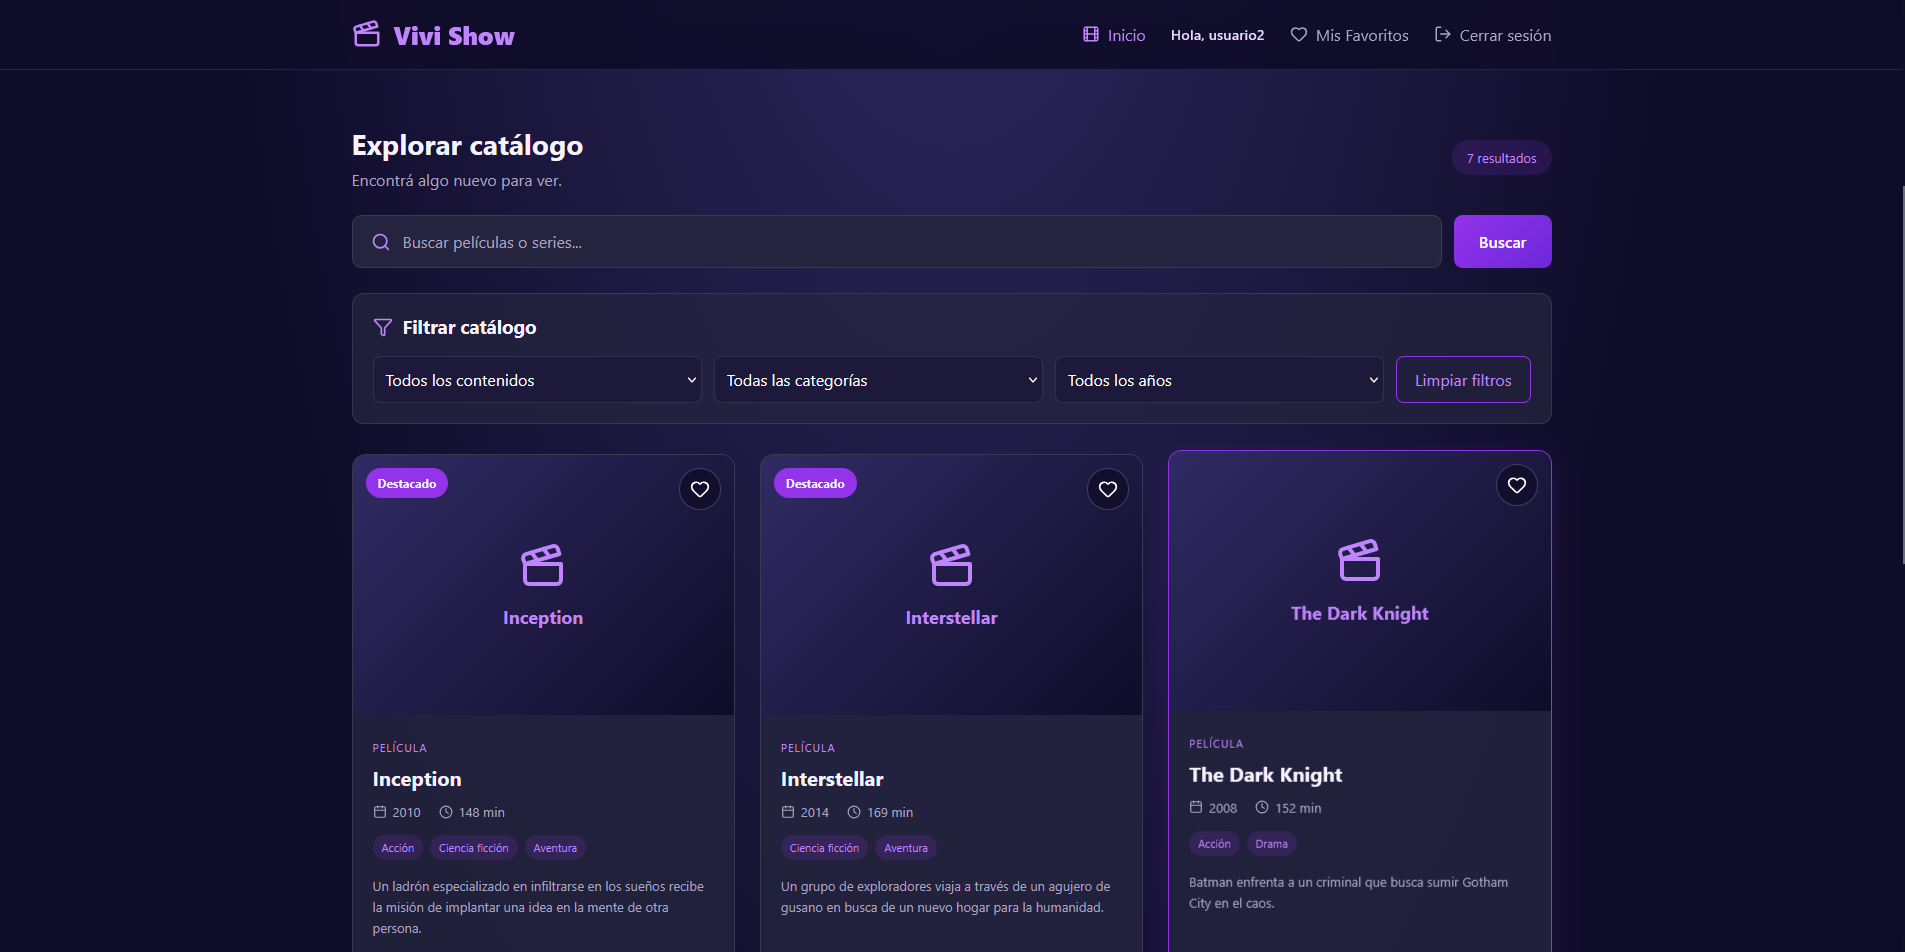 Vivi Show
Inicio
Hola, usuario2
Mis Favoritos
Cerrar sesión
Explorar catálogo
Encontrá algo nuevo para ver.
7 resultados
Buscar películas o series...
Buscar
Filtrar catálogo
Todos los contenidos
Todas las categorías
Todos los años
Limpiar filtros
Destacado
Inception
PELÍCULA
Inception
2010
148 min
Acción
Ciencia ficción
Aventura
Un ladrón especializado en infiltrarse en los sueños recibe
la misión de implantar una idea en la mente de otra
persona.
Destacado
Interstellar
PELÍCULA
Interstellar
2014
169 min
Ciencia ficción
Aventura
Un grupo de exploradores viaja a través de un agujero de
gusano en busca de un nuevo hogar para la humanidad.
The Dark Knight
PELÍCULA
The Dark Knight
2008
152 min
Acción
Drama
Batman enfrenta a un criminal que busca sumir Gotham
City en el caos.